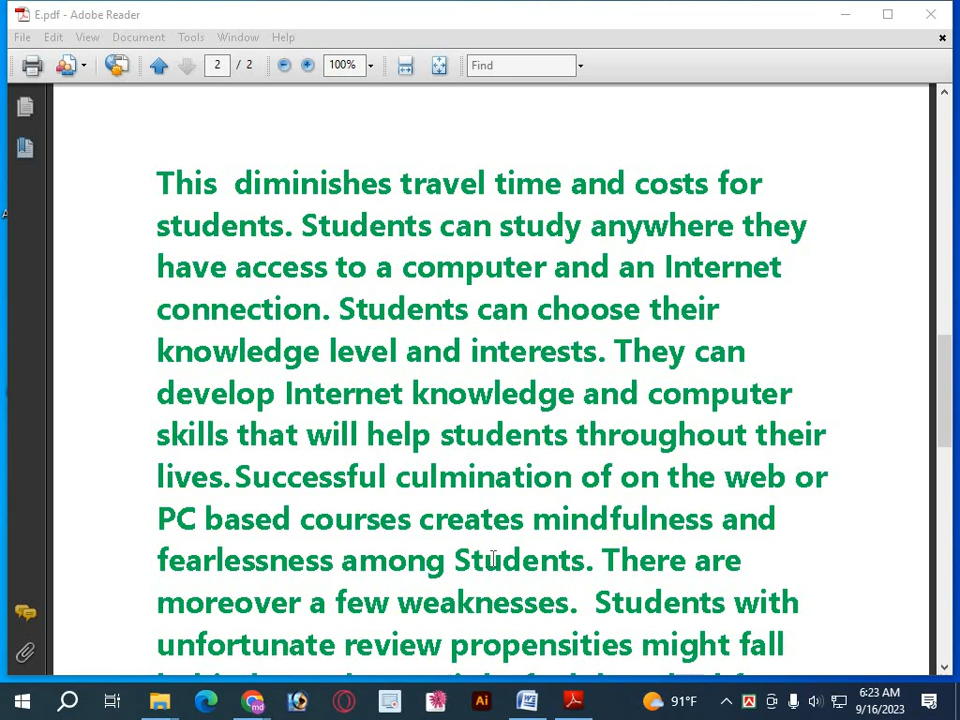 E.pdf - Adobe Reader
File Edit View Document Tools Window Help
2 / 2 100% Find
This diminishes travel time and costs for
students. Students can study anywhere they
have access to a computer and an Internet
connection. Students can choose their
knowledge level and interests. They can
develop Internet knowledge and computer
skills that will help students throughout their
lives. Successful culmination of on the web or
PC based courses creates mindfulness and
fearlessness among Students. There are
moreover a few weaknesses. Students with
unfortunate review propensities might fall
md
Ai
91°F
6:23 AM
9/16/2023